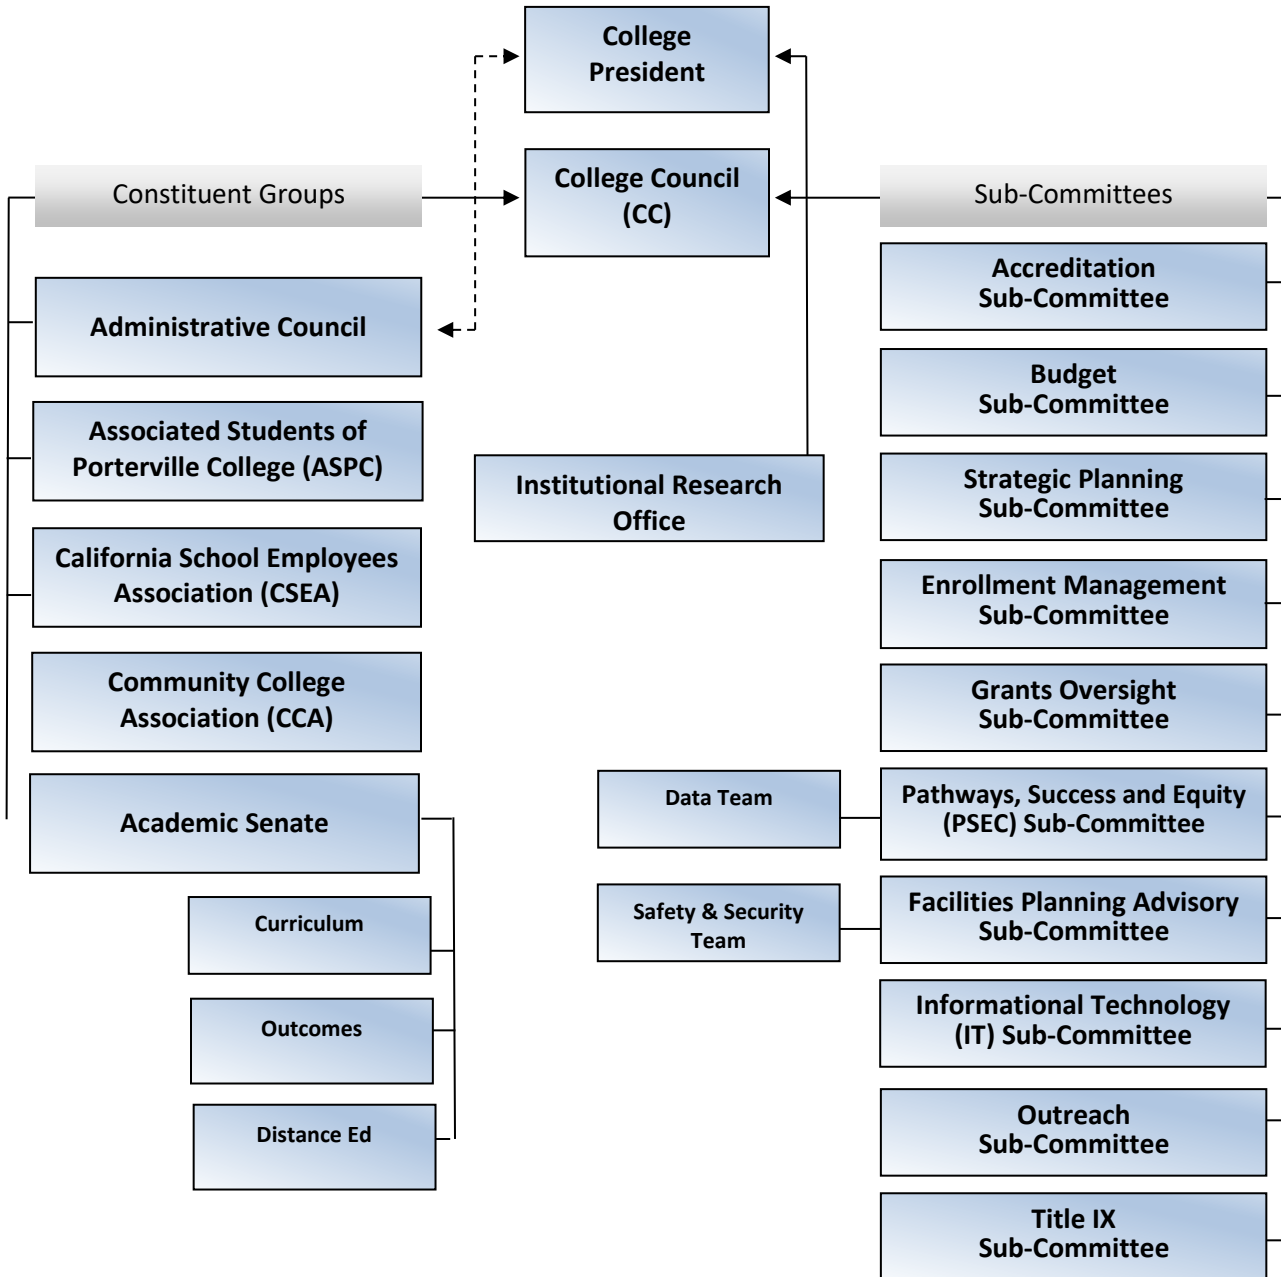 College
President
College Council
(CC)
Constituent Groups
Administrative Council
Associated Students of
Porterville College (ASPC)
California School Employees
Association (CSEA)
Community College
Association (CCA)
Academic Senate
Curriculum
Outcomes
Distance Ed
Institutional Research
Office
Sub-Committees
Accreditation
Sub-Committee
Budget
Sub-Committee
Strategic Planning
Sub-Committee
Enrollment Management
Sub-Committee
Grants Oversight
Sub-Committee
Data Team
Pathways, Success and Equity
(PSEC) Sub-Committee
Safety & Security
Team
Facilities Planning Advisory
Sub-Committee
Informational Technology
(IT) Sub-Committee
Outreach
Sub-Committee
Title IX
Sub-Committee